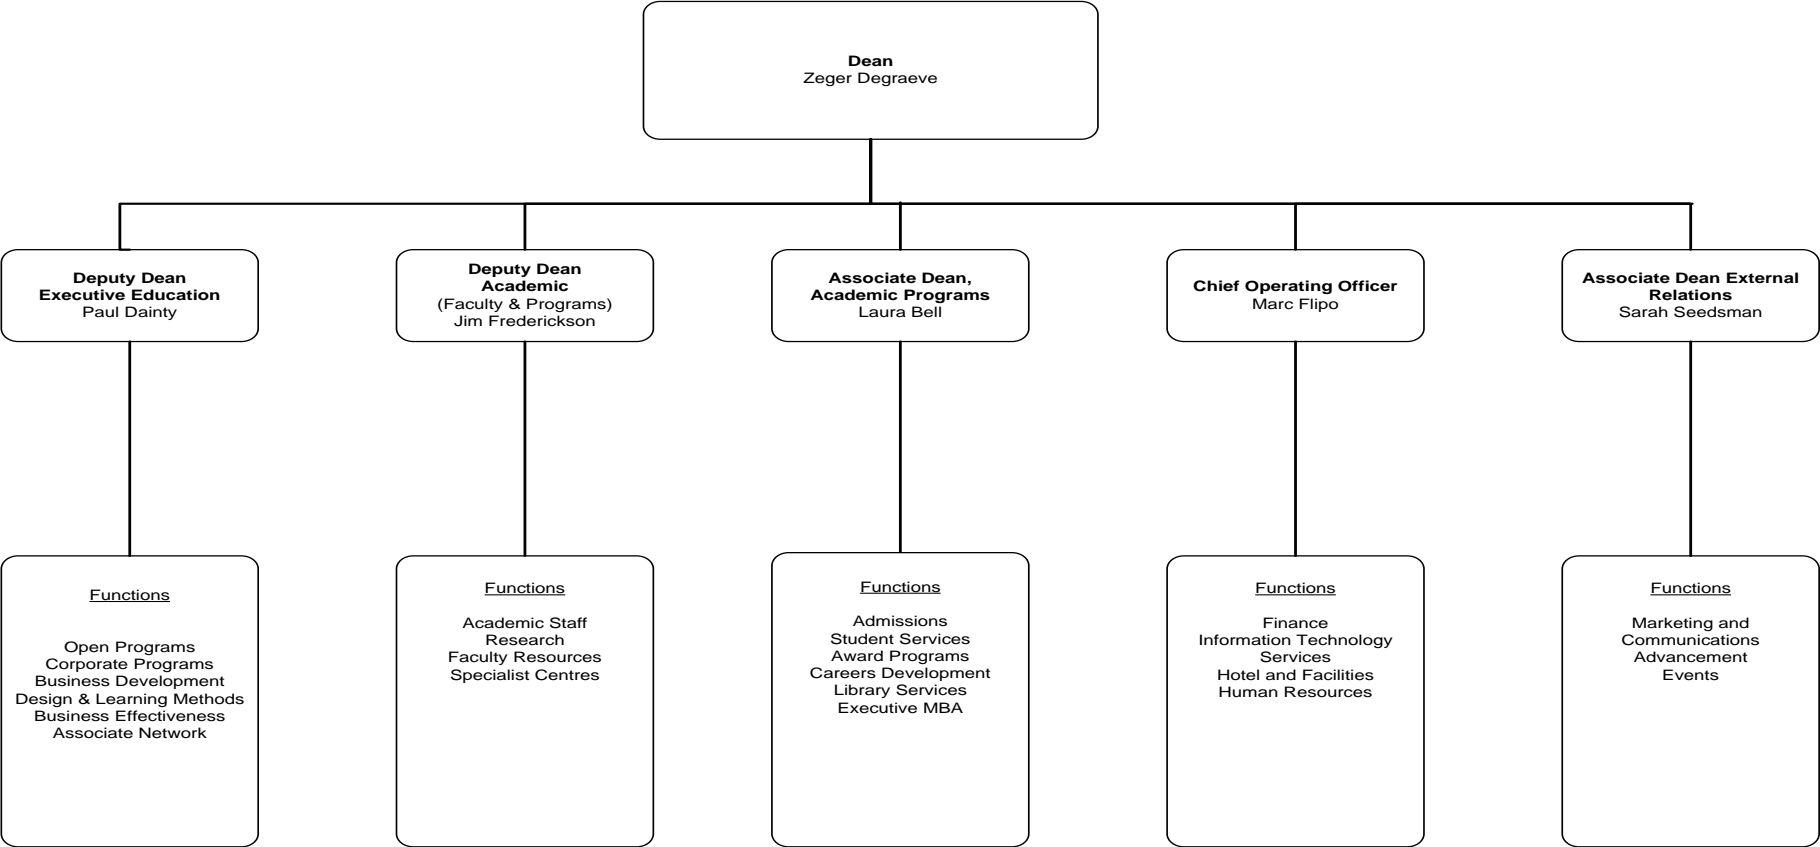 Dean
Zeger Degraeve
Deputy Dean
Executive Education
Paul Dainty
Deputy Dean
Academic
(Faculty & Programs)
Jim Frederickson
Associate Dean,
Academic Programs
Laura Bell
Chief Operating Officer
Marc Flipo
Associate Dean External
Relations
Sarah Seedsman
Functions
Open Programs
Corporate Programs
Business Development
Design & Learning Methods
Business Effectiveness
Associate Network
Functions
Academic Staff
Research
Faculty Resources
Specialist Centres
Functions
Admissions
Student Services
Award Programs
Careers Development
Library Services
Executive MBA
Functions
Finance
Information Technology
Services
Hotel and Facilities
Human Resources
Functions
Marketing and
Communications
Advancement
Events